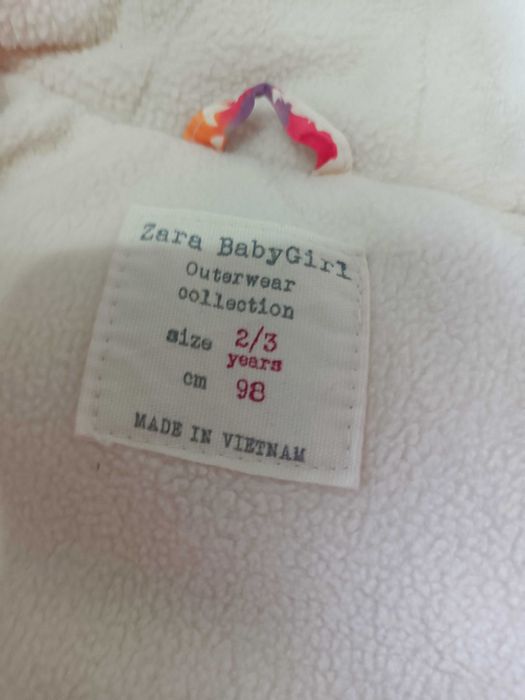 Zara BabyGirl
Outerwear
collection
size 2/3
years
cm 98
MADE IN VIETNAM